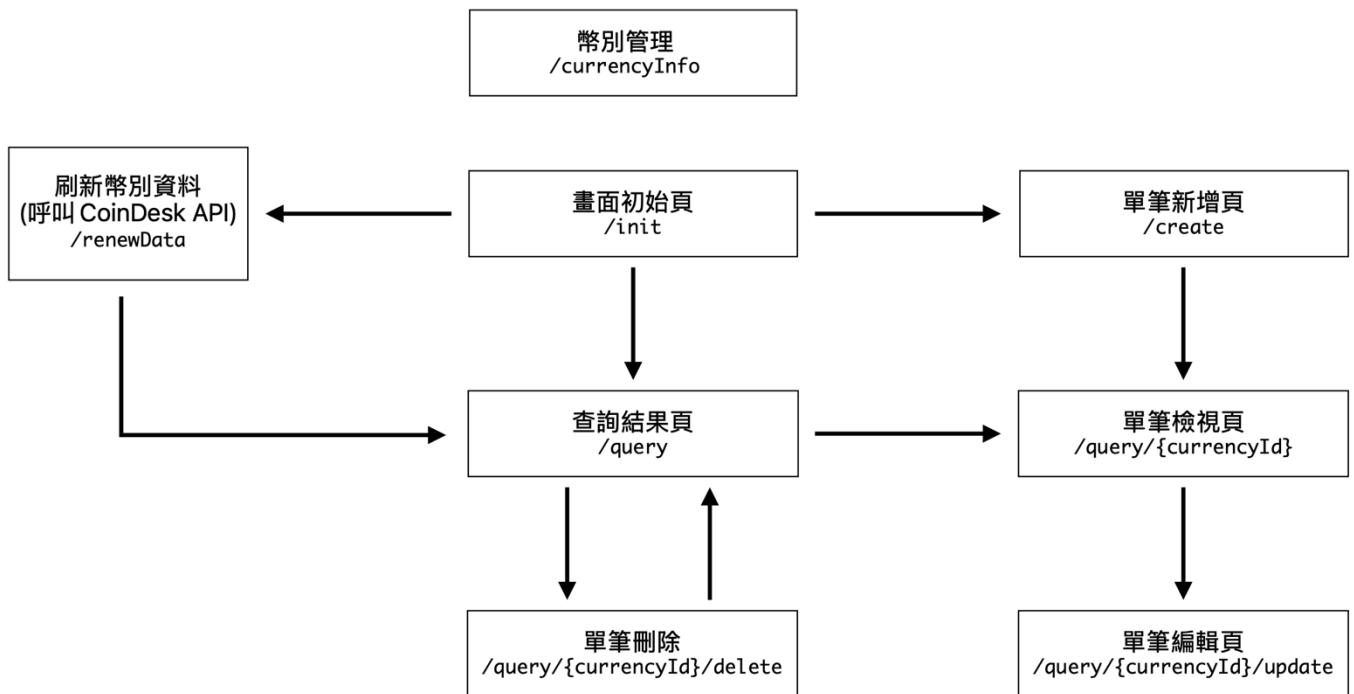 幣別管理
/currencyInfo
刷新幣別資料
(呼叫 CoinDesk API)
/renewData
畫面初始頁
/init
單筆新增頁
/create
查詢結果頁
/query
單筆檢視頁
/query/{currencyId}
單筆刪除
/query/{currencyId}/delete
單筆編輯頁
/query/{currencyId}/update